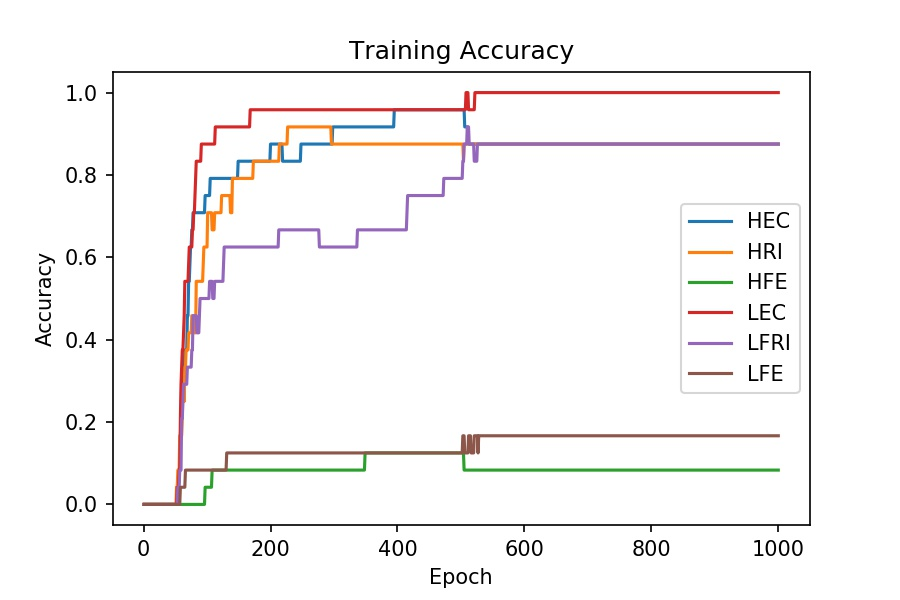 Training Accuracy
1.0
0.8
0.6
0.4
0.2
0.0
Accuracy
HEC
HRI
HFE
LEC
LFRI
LFE
0 200 400 600 800 1000
Epoch